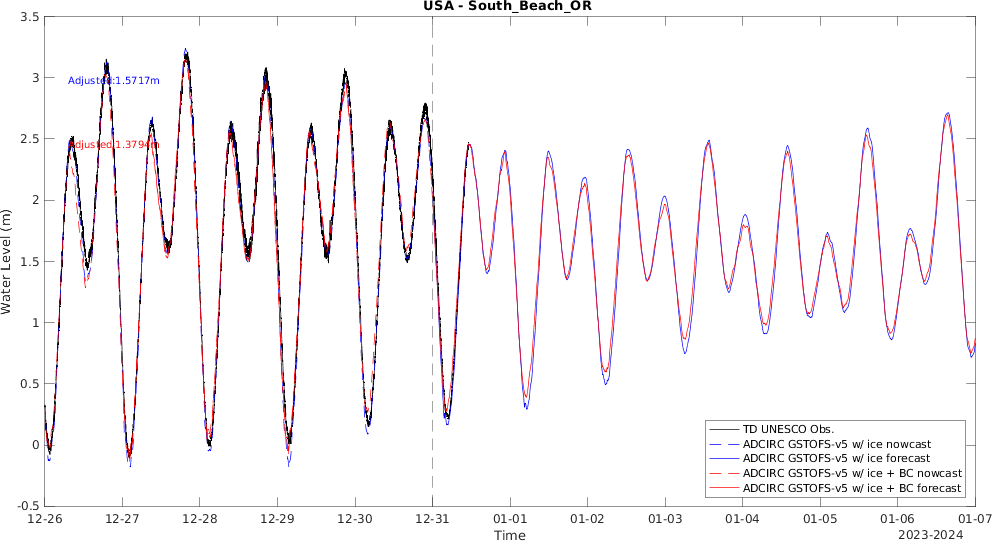 USA - South_Beach_OR
3.5
3
2.5
2
1.5
1
0.5
0
-0.5
Water Level (m)
Adjusted:1.5717m
Adjusted:1.3794m
TD UNESCO Obs.
ADCIRC GSTOFS-v5 w/ ice nowcast
ADCIRC GSTOFS-v5 w/ ice forecast
ADCIRC GSTOFS-v5 w/ ice + BC nowcast
ADCIRC GSTOFS-v5 w/ ice + BC forecast
12-26 12-27 12-28 12-29 12-30 12-31 01-01 01-02 01-03 01-04 01-05 01-06 01-07
Time
2023-2024